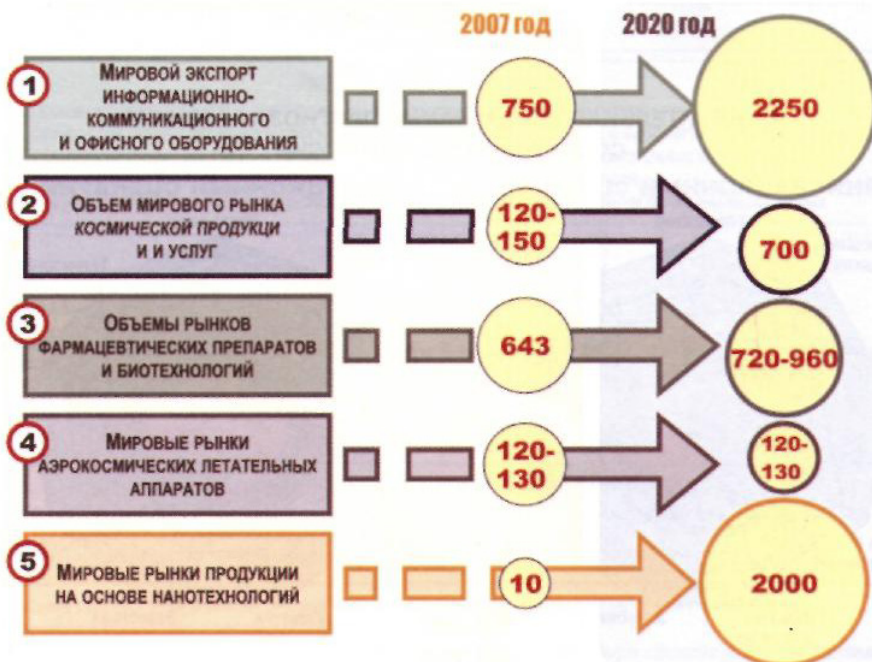 2007 год
2020 год
1
МИРОВОЙ ЭКСПОРТ
ИНФОРМАЦИОННО-
КОММУНИКАЦИОННОГО
И ОФИСНОГО ОБОРУДОВАНИЯ
750
2250
2
ОБЪЕМ МИРОВОГО РЫНКА
КОСМИЧЕСКОЙ ПРОДУКЦИ
И И УСЛУГ
120-
150
700
3
ОБЪЕМЫ РЫНКОВ
ФАРМАЦЕВТИЧЕСКИХ ПРЕПАРАТОВ
И БИОТЕХНОЛОГИЙ
643
720-960
4
МИРОВЫЕ РЫНКИ
АЭРОКОСМИЧЕСКИХ ЛЕТАТЕЛЬНЫХ
АППАРАТОВ
120-
130
120-
130
5
МИРОВЫЕ РЫНКИ ПРОДУКЦИИ
НА ОСНОВЕ НАНОТЕХНОЛОГИЙ
10
2000